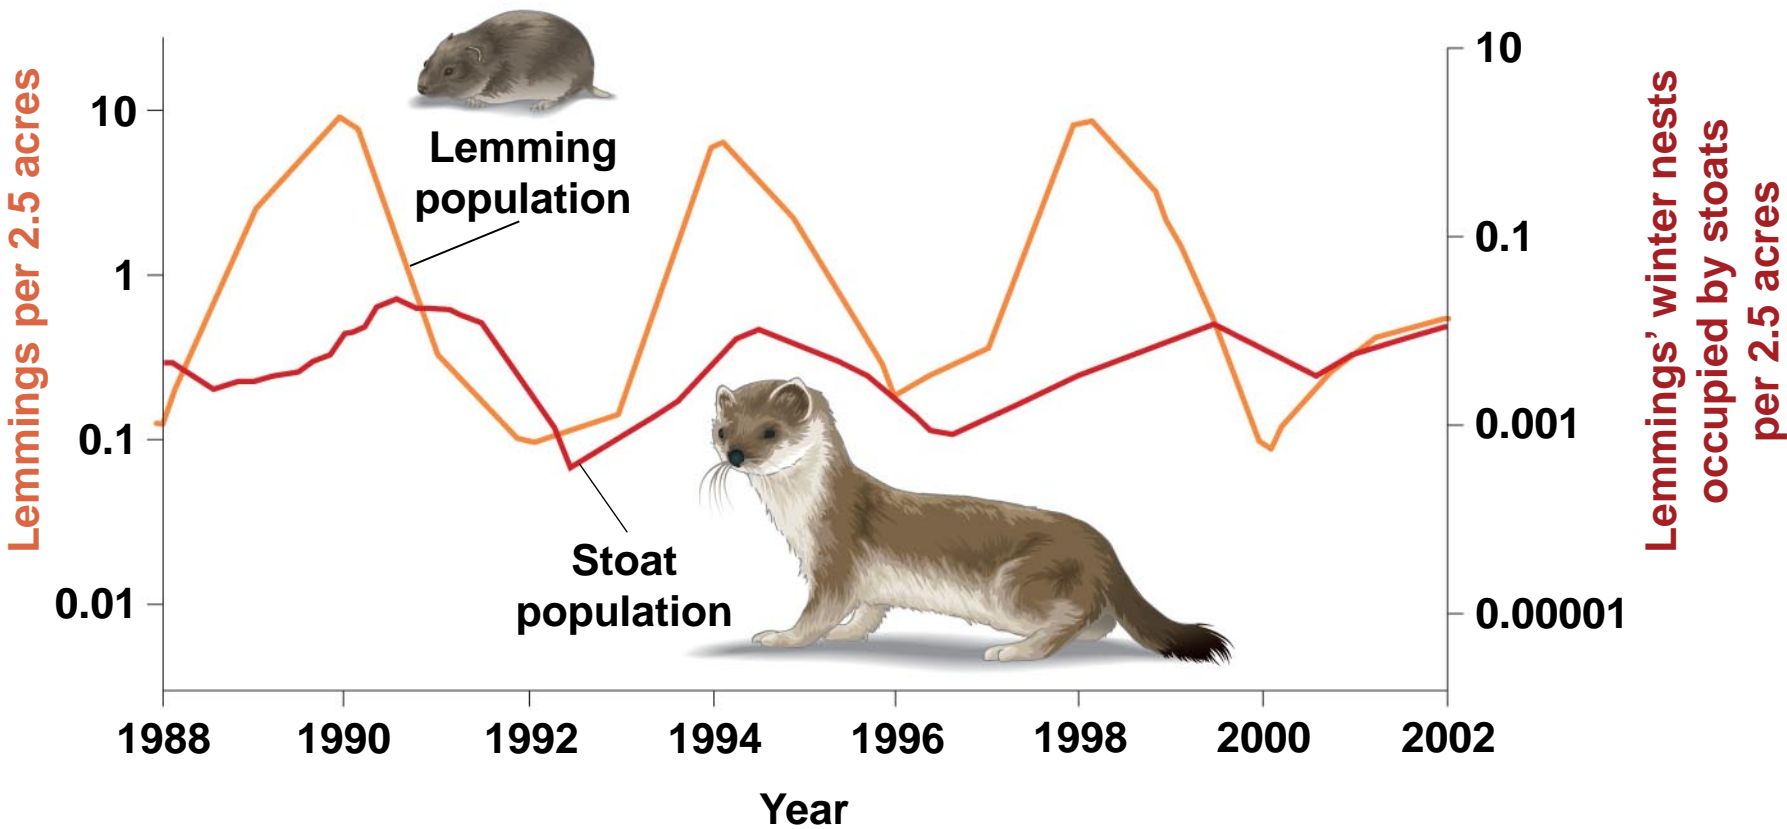 Lemmings per 2.5 acres
10
1
0.1
0.01
Lemming
population
Stoat
population
10
0.1
0.001
0.00001
Lemmings’ winter nests
occupied by stoats
per 2.5 acres
1988 1990 1992 1994 1996 1998 2000 2002
Year